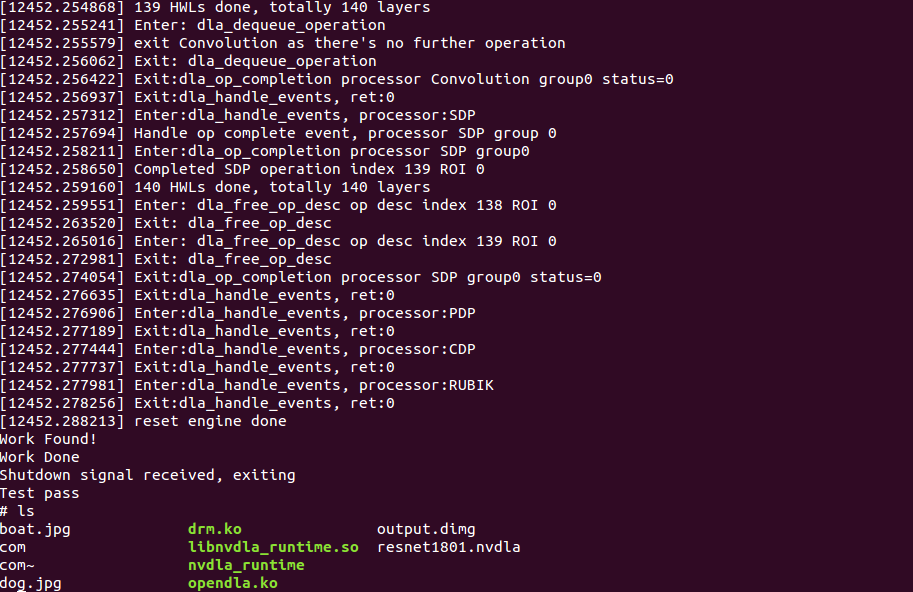 [12452.254868] 139 HWLs done, totally 140 layers
[12452.255241] Enter: dla_dequeue_operation
[12452.255579] exit Convolution as there's no further operation
[12452.256062] Exit: dla_dequeue_operation
[12452.256422] Exit:dla_op_completion processor Convolution group0 status=0
[12452.256937] Exit:dla_handle_events, ret:0
[12452.257312] Enter:dla_handle_events, processor:SDP
[12452.257694] Handle op complete event, processor SDP group 0
[12452.258211] Enter:dla_op_completion processor SDP group0
[12452.258650] Completed SDP operation index 139 ROI 0
[12452.259160] 140 HWLs done, totally 140 layers
[12452.259551] Enter: dla_free_op_desc op desc index 138 ROI 0
[12452.263520] Exit: dla_free_op_desc
[12452.265016] Enter: dla_free_op_desc op desc index 139 ROI 0
[12452.272981] Exit: dla_free_op_desc
[12452.274054] Exit:dla_op_completion processor SDP group0 status=0
[12452.276635] Exit:dla_handle_events, ret:0
[12452.276906] Enter:dla_handle_events, processor:PDP
[12452.277189] Exit:dla_handle_events, ret:0
[12452.277444] Enter:dla_handle_events, processor:CDP
[12452.277737] Exit:dla_handle_events, ret:0
[12452.277981] Enter:dla_handle_events, processor:RUBIK
[12452.278256] Exit:dla_handle_events, ret:0
[12452.288213] reset engine done
Work Found!
Work Done
Shutdown signal received, exiting
Test pass
# ls
boat.jpg drm.ko output.dimg
com libnvdla_runtime.so resnet1801.nvdla
com~ nvdla_runtime
dog.jpg opendla.ko